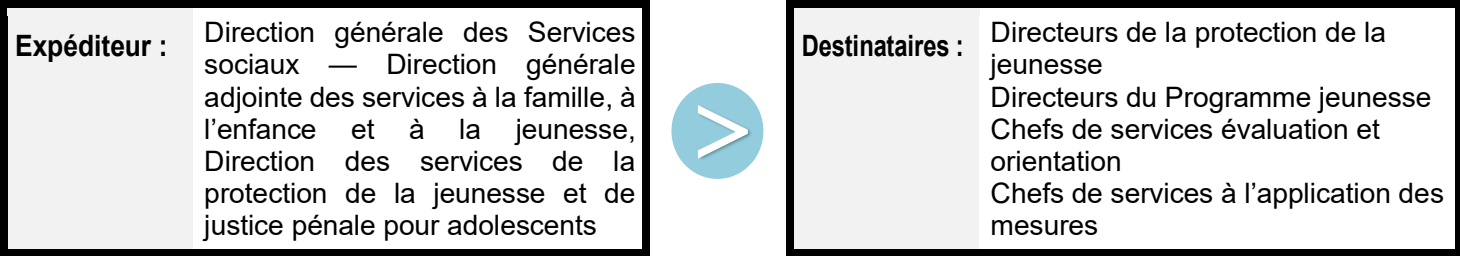 Expéditeur :
Direction générale des Services
sociaux — Direction générale
adjointe des services à la famille, à
l’enfance et à la jeunesse,
Direction des services de la
protection de la jeunesse et de
justice pénale pour adolescents
>
Destinataires :
Directeurs de la protection de la
jeunesse
Directeurs du Programme jeunesse
Chefs de services évaluation et
orientation
Chefs de services à l’application des
mesures